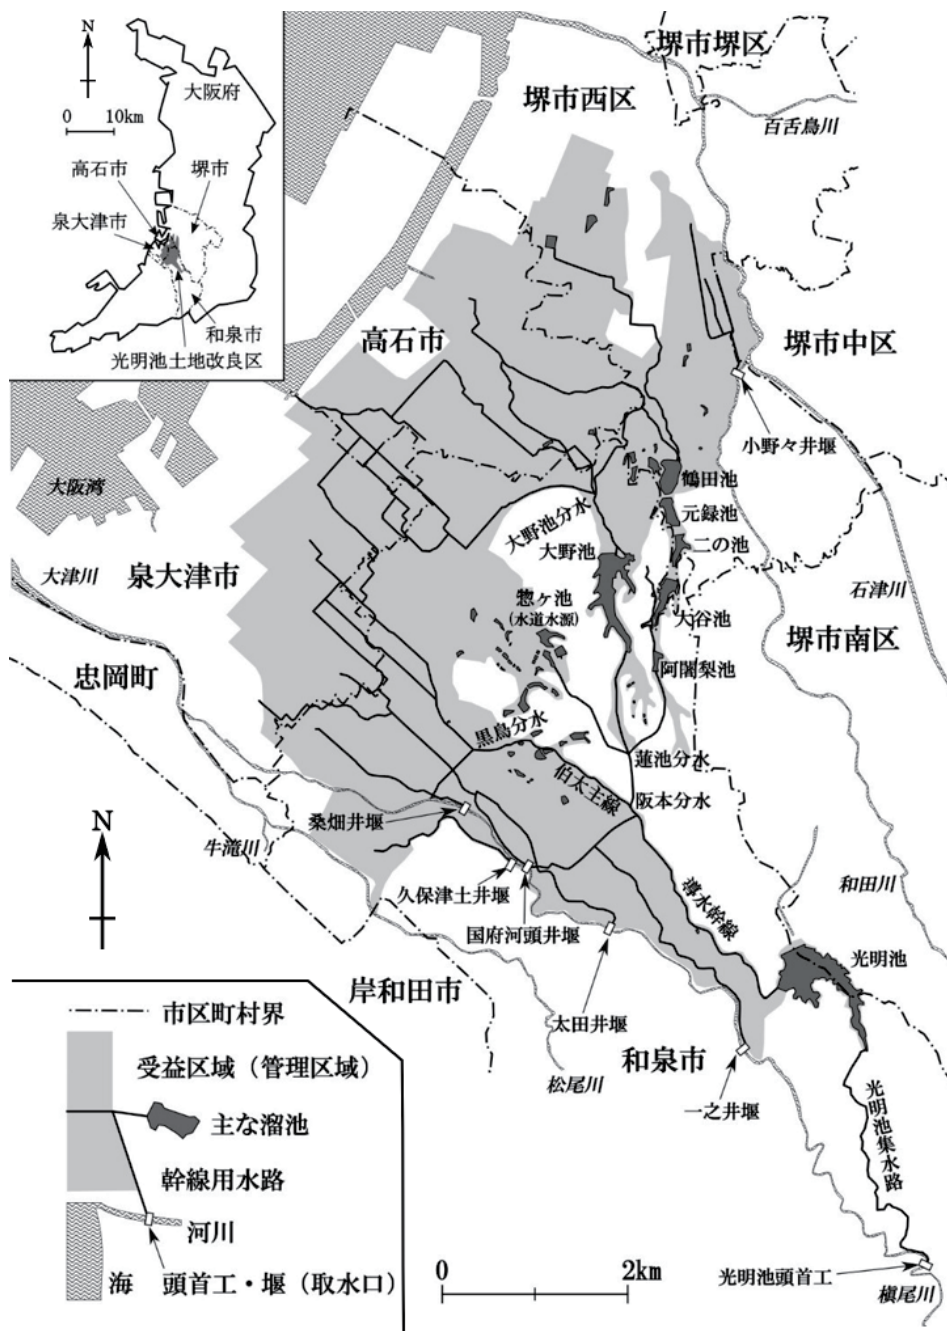 N
大阪府
0 10km
高石市
堺市
泉大津市
和泉市
光明池土地改良区
堺市堺区
堺市西区
百舌鳥川
高石市
堺市中区
小野々井堰
大阪湾
鶴田池
元録池
大野池分水
二の池
大野池
大津川
泉大津市
惣ヶ池
(水道水源)
大谷池
石津川
堺市南区
忠岡町
阿闍梨池
黒鳥分水
蓮池分水
伯太主線
阪本分水
桑畑井堰
N
牛滝川
久保津土井堰
導水幹線
和田川
国府河頭井堰
光明池
岸和田市
太田井堰
和泉市
松尾川
一之井堰
光明池集水路
市区町村界
受益区域（管理区域）
主な溜池
幹線用水路
河川
海
頭首工・堰（取水口）
0 2km
光明池頭首工
槇尾川